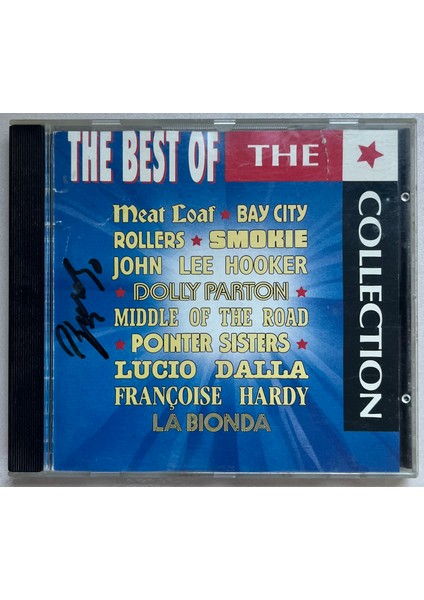 THE BEST OF THE
COLLECTION
Meat Loaf ★ BAY CITY
ROLLERS ★ SMOKIE
JOHN LEE HOOKER
★ DOLLY PARTON ★
MIDDLE OF THE ROAD
★ POINTER SISTERS ★
LUCIO DALLA
FRANÇOISE HARDY
LA BIONDA